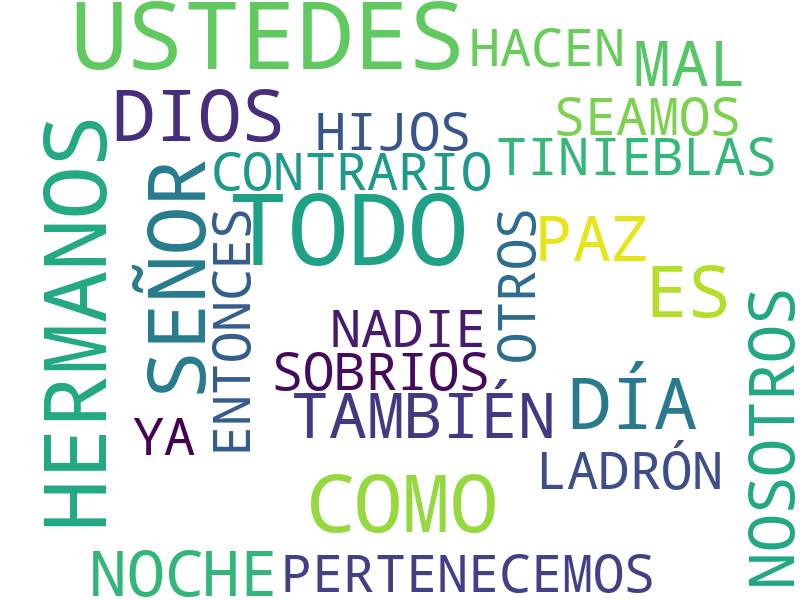 USTEDES
HACEN
MAL
DIOS
HIJOS
SEAMOS
TINIEBLAS
CONTRARIO
HERMANOS
SEÑOR
TODO
ENTONCES
OTROS
PAZ
ES
NADIE
SOBRIOS
TAMBIÉN
DÍA
NOSOTROS
YA
LADRÓN
COMO
NOCHE
PERTENECEMOS